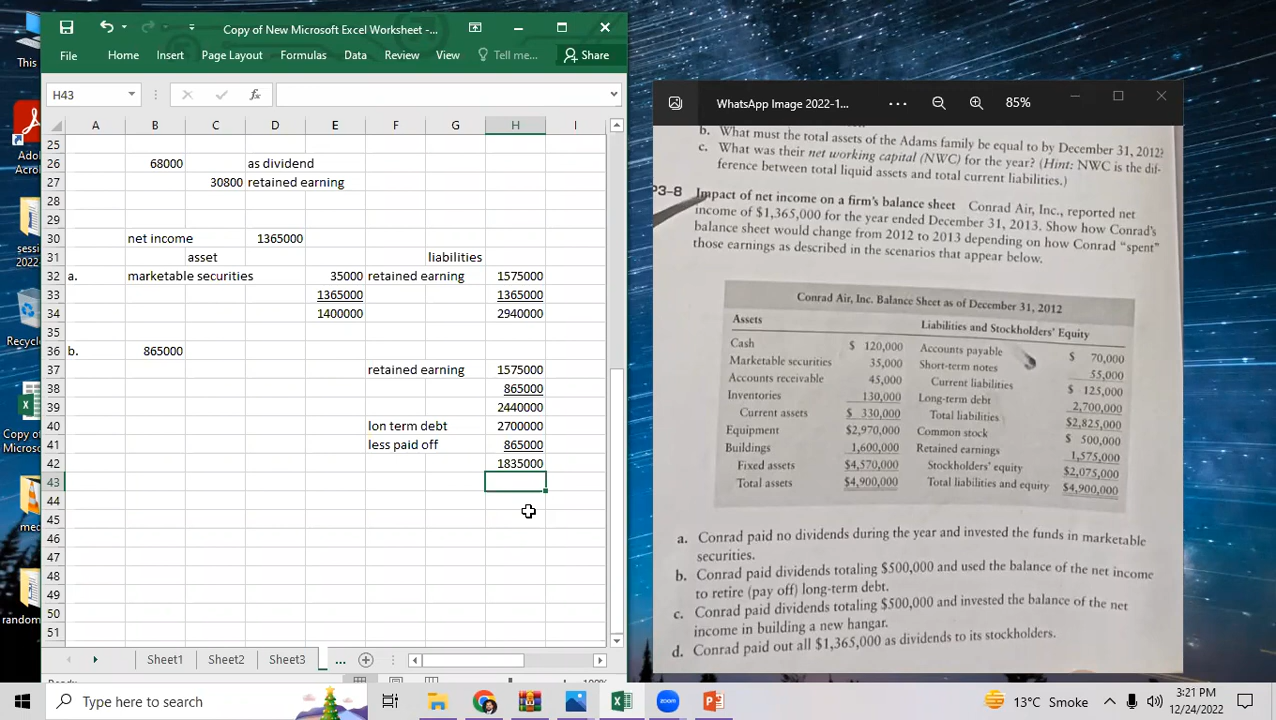 This
Adob
Acro
sessi
2022
Recycl
Copy of
Microsc
med
random
Copy of New Microsoft Excel Worksheet -...
File Home Insert Page Layout Formulas Data Review View Tell me... Share
H43
fx
A B C D E F G H I
25
26 68000 as dividend
27 30800 retained earning
28
29
30 net income 1365000
31 asset liabilities
32 a. marketable securities 35000 retained earning 1575000
33 1365000 1365000
34 1400000 2940000
35
36 b. 865000
37 retained earning 1575000
38 865000 865000
39 2440000
40 lon term debt 2700000
41 less paid off 865000
42 1835000
43
44
45
46
47
48
49
50
51
Sheet1 Sheet2 Sheet3 ...
WhatsApp Image 2022-1... 85%
b. What must the total assets of the Adams family be equal to by December 31, 2012?
c. What was their net working capital (NWC) for the year? (Hint: NWC is the dif-
ference between total liquid assets and total current liabilities.)
P3–8 Impact of net income on a firm's balance sheet Conrad Air, Inc., reported net
income of $1,365,000 for the year ended December 31, 2013. Show how Conrad's
balance sheet would change from 2012 to 2013 depending on how Conrad "spent"
those earnings as described in the scenarios that appear below.
Conrad Air, Inc. Balance Sheet as of December 31, 2012
Assets Liabilities and Stockholders' Equity
Cash $ 120,000 Accounts payable $ 70,000
Marketable securities 35,000 Short-term notes 55,000
Accounts receivable 45,000 Current liabilities $ 125,000
Inventories 130,000 Long-term debt 2,700,000
Current assets $ 330,000 Total liabilities $2,825,000
Equipment $2,970,000 Common stock $ 500,000
Buildings 1,600,000 Retained earnings 1,575,000
Fixed assets $4,570,000 Stockholders' equity $2,075,000
Total assets $4,900,000 Total liabilities and equity $4,900,000
a. Conrad paid no dividends during the year and invested the funds in marketable
securities.
b. Conrad paid dividends totaling $500,000 and used the balance of the net income
to retire (pay off) long-term debt.
c. Conrad paid dividends totaling $500,000 and invested the balance of the net
income in building a new hangar.
d. Conrad paid out all $1,365,000 as dividends to its stockholders.
Type here to search
zoom
13°C Smoke
3:21 PM
12/24/2022